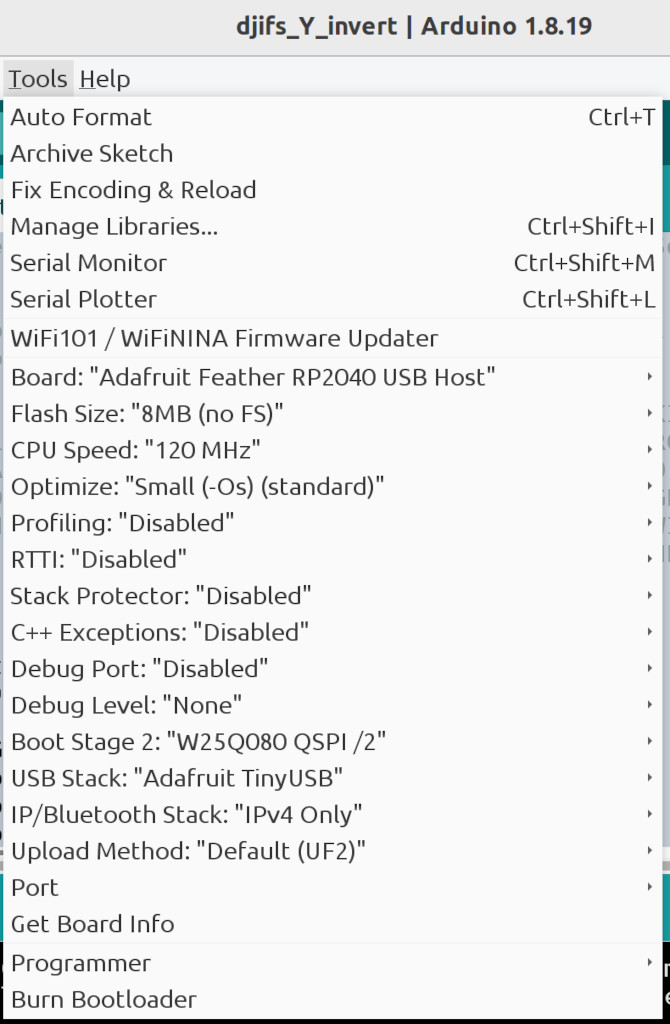 djifs_Y_invert | Arduino 1.8.19
Tools Help
Auto Format Ctrl+T
Archive Sketch
Fix Encoding & Reload
Manage Libraries... Ctrl+Shift+I
Serial Monitor Ctrl+Shift+M
Serial Plotter Ctrl+Shift+L
WiFi101 / WiFiNINA Firmware Updater
Board: "Adafruit Feather RP2040 USB Host"
Flash Size: "8MB (no FS)"
CPU Speed: "120 MHz"
Optimize: "Small (-Os) (standard)"
Profiling: "Disabled"
RTTI: "Disabled"
Stack Protector: "Disabled"
C++ Exceptions: "Disabled"
Debug Port: "Disabled"
Debug Level: "None"
Boot Stage 2: "W25Q080 QSPI /2"
USB Stack: "Adafruit TinyUSB"
IP/Bluetooth Stack: "IPv4 Only"
Upload Method: "Default (UF2)"
Port
Get Board Info
Programmer
Burn Bootloader